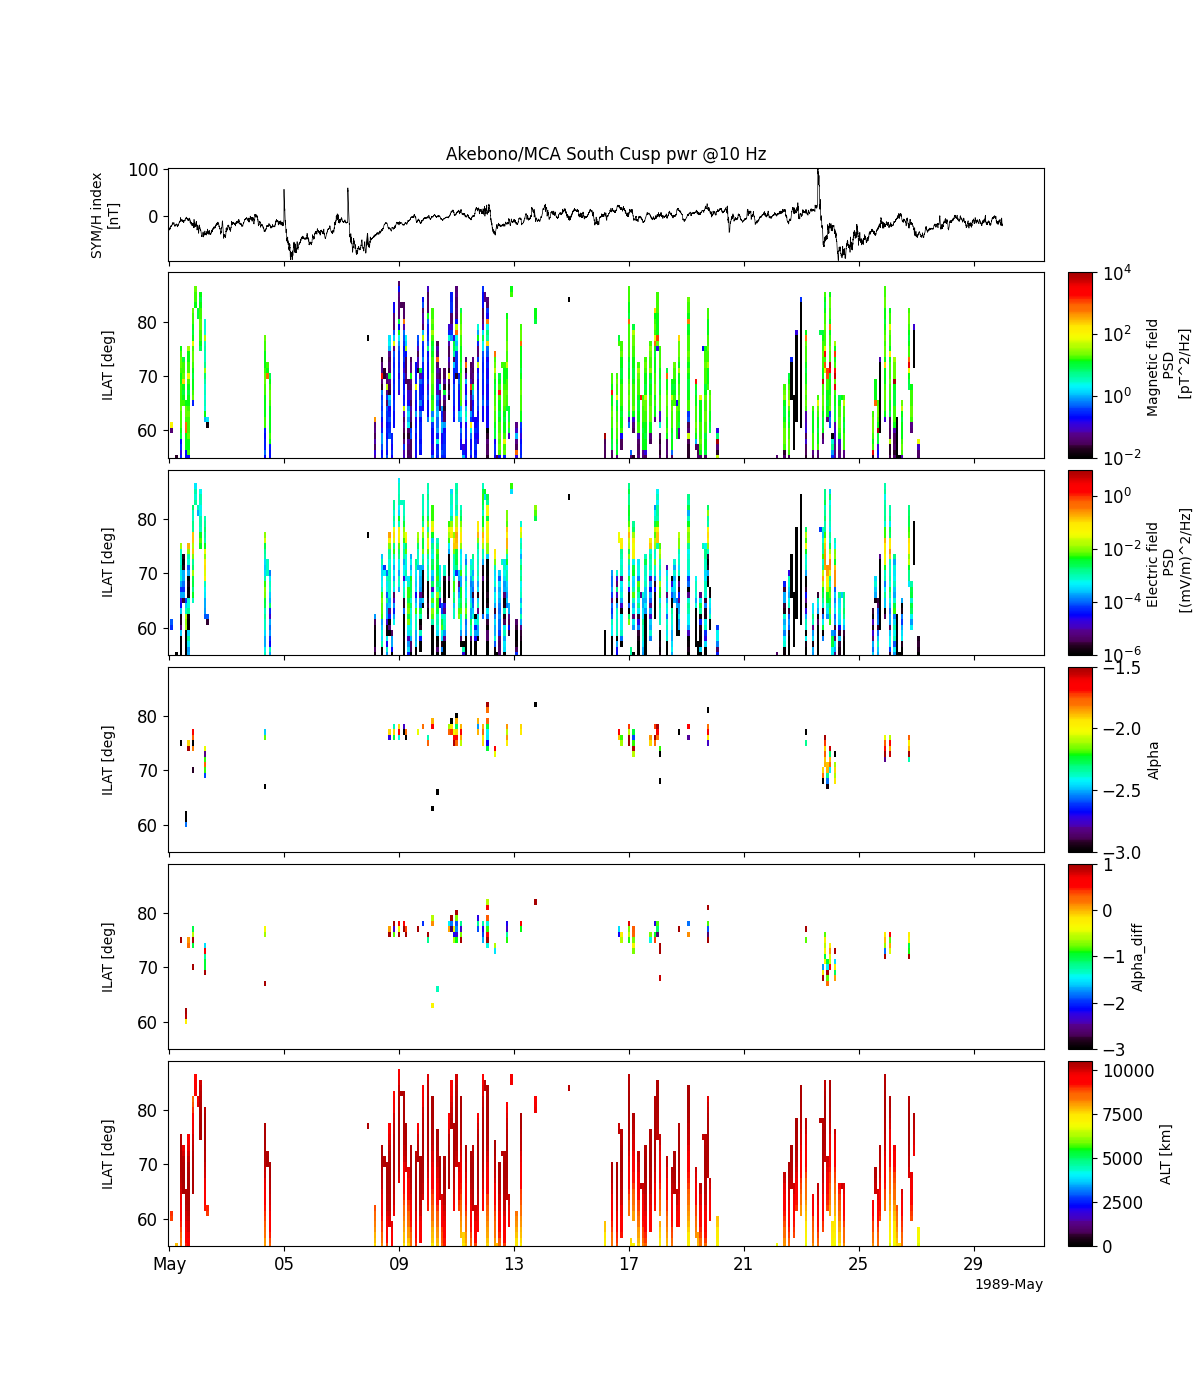 Akebono/MCA South Cusp pwr @10 Hz
SYM/H index
[nT]
100
0
ILAT [deg]
80
70
60
10^4
10^2
10^0
10^−2
Magnetic field
PSD
[pT^2/Hz]
ILAT [deg]
80
70
60
10^0
10^−2
10^−4
10^−6
Electric field
PSD
[(mV/m)^2/Hz]
ILAT [deg]
80
70
60
−1.5
−2.0
−2.5
−3.0
Alpha
ILAT [deg]
80
70
60
1
0
−1
−2
−3
Alpha_diff
ILAT [deg]
80
70
60
10000
7500
5000
2500
0
ALT [km]
May 05 09 13 17 21 25 29
1989-May